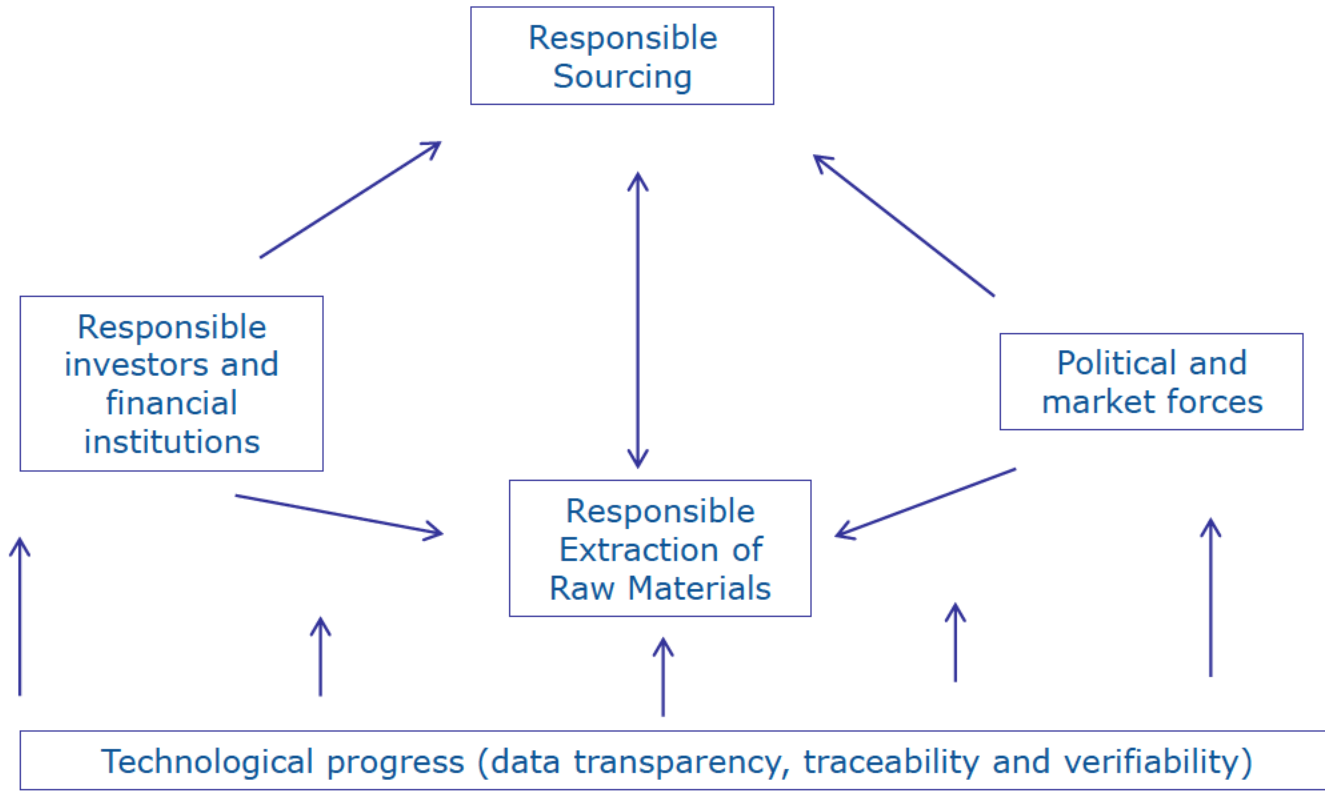 Responsible
Sourcing
Responsible
investors and
financial
institutions
Political and
market forces
Responsible
Extraction of
Raw Materials
Technological progress (data transparency, traceability and verifiability)